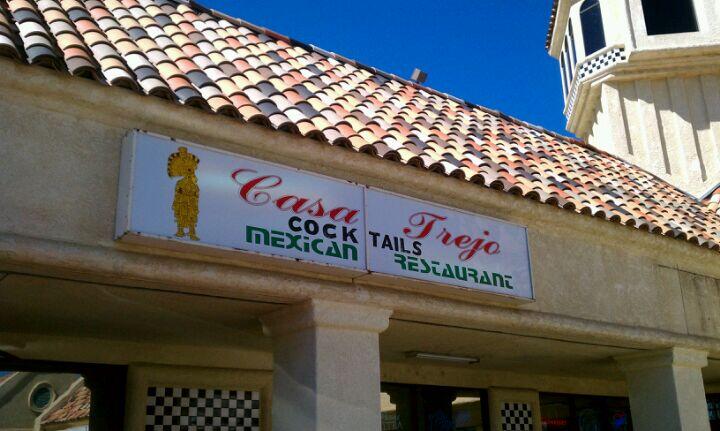 Casa Trejo
COCK TAILS
MEXICAN RESTAURANT